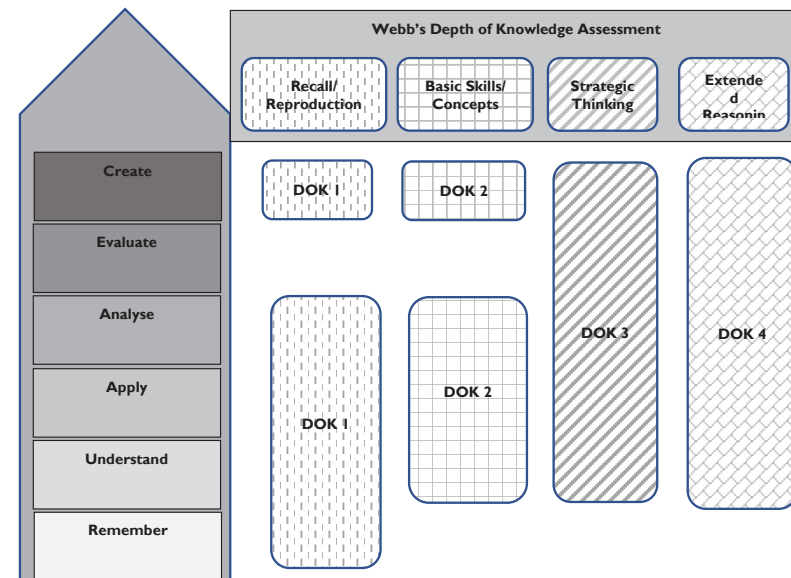 Webb's Depth of Knowledge Assessment
Recall/
Reproduction
Basic Skills/
Concepts
Strategic
Thinking
Extende
d
Reasonin
Create
DOK 1
DOK 2
Evaluate
Analyse
DOK 3
DOK 4
Apply
DOK 2
DOK 1
Understand
Remember